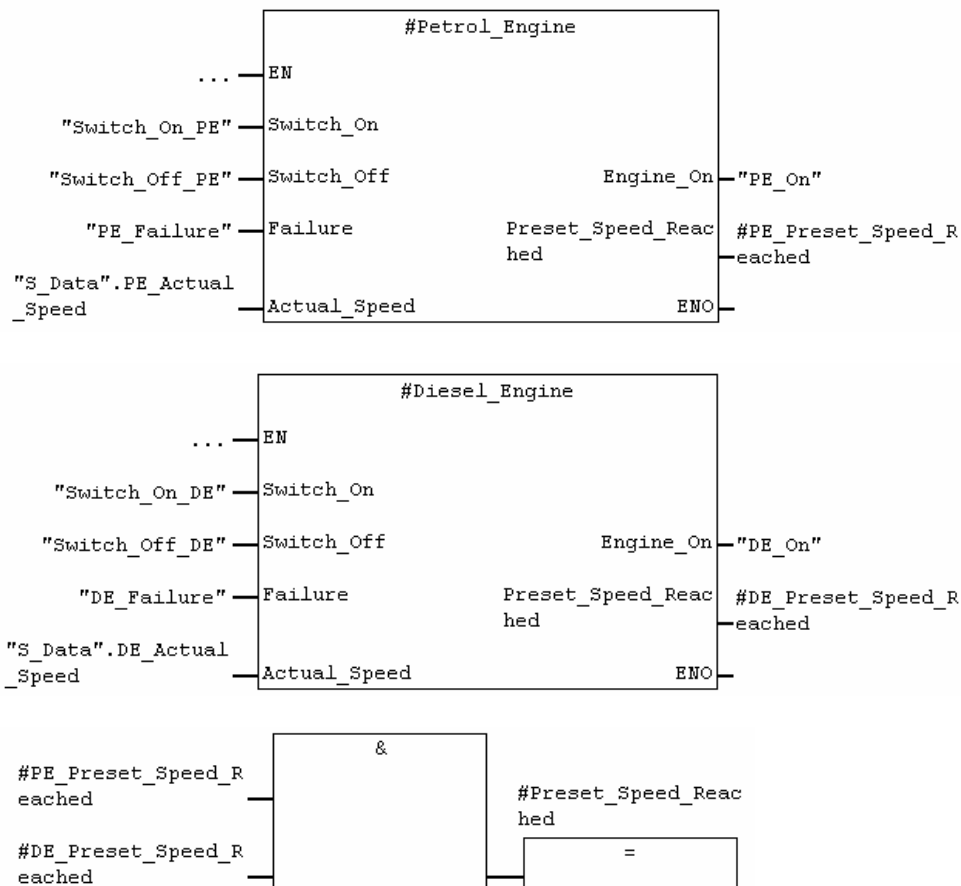 #Petrol_Engine
... EN
"Switch_On_PE" Switch_On
"Switch_Off_PE" Switch_Off Engine_On "PE_On"
"PE_Failure" Failure Preset_Speed_Reac #PE_Preset_Speed_R
hed eached
"S_Data".PE_Actual
_Speed Actual_Speed ENO
#Diesel_Engine
... EN
"Switch_On_DE" Switch_On
"Switch_Off_DE" Switch_Off Engine_On "DE_On"
"DE_Failure" Failure Preset_Speed_Reac #DE_Preset_Speed_R
hed eached
"S_Data".DE_Actual
_Speed Actual_Speed ENO
&
#PE_Preset_Speed_R
eached
#Preset_Speed_Reac
hed
#DE_Preset_Speed_R
eached
=